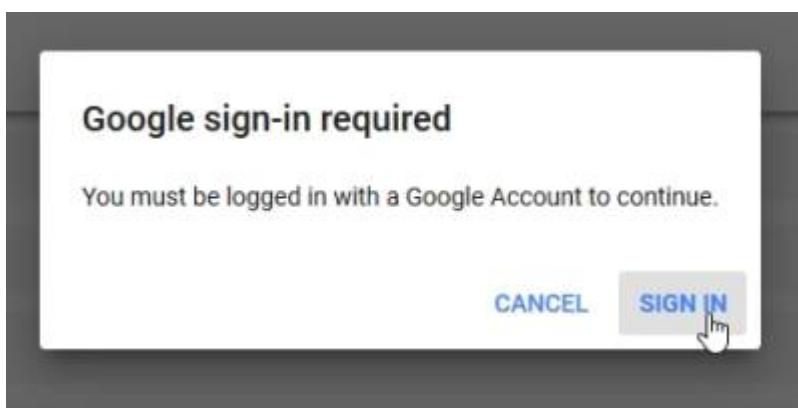 Google sign-in required
You must be logged in with a Google Account to continue.
CANCEL SIGN IN